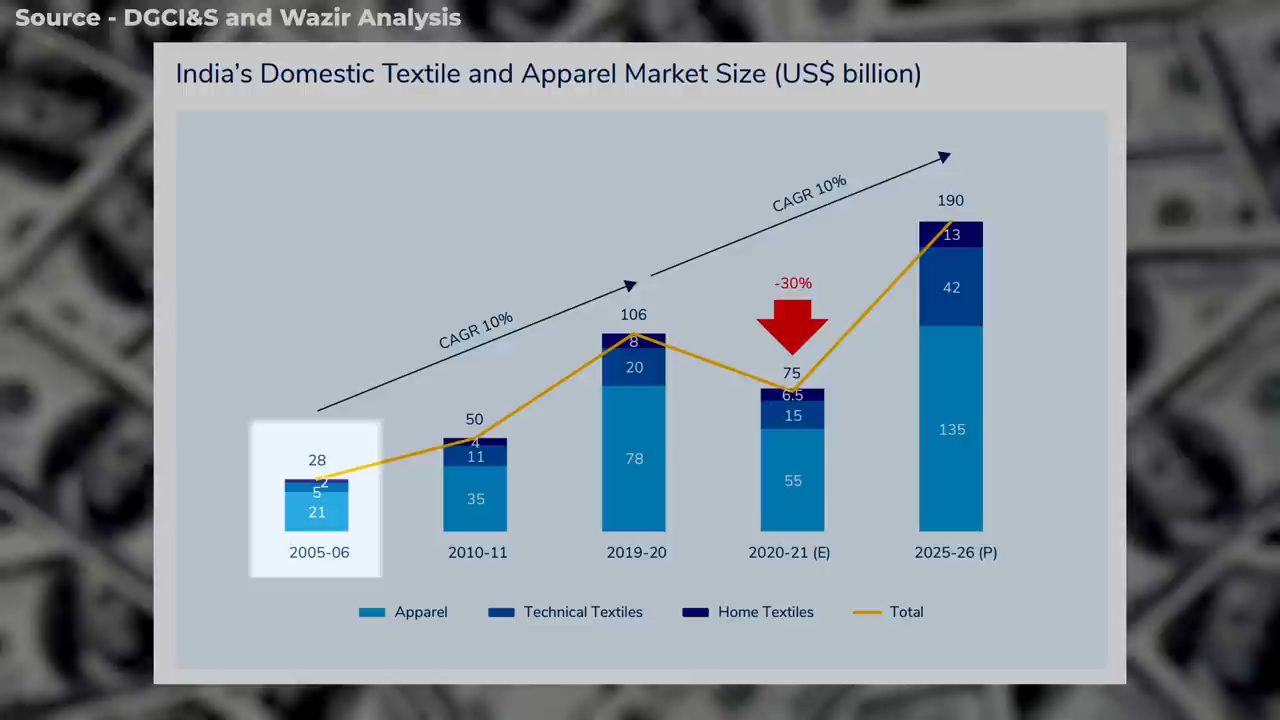 Source - DGCI&S and Wazir Analysis
India's Domestic Textile and Apparel Market Size (US$ billion)
CAGR 10%
CAGR 10%
28
2
5
21
50
4
11
35
106
8
20
78
-30%
75
6.5
15
55
190
13
42
135
2005-06
2010-11
2019-20
2020-21 (E)
2025-26 (P)
Apparel
Technical Textiles
Home Textiles
Total